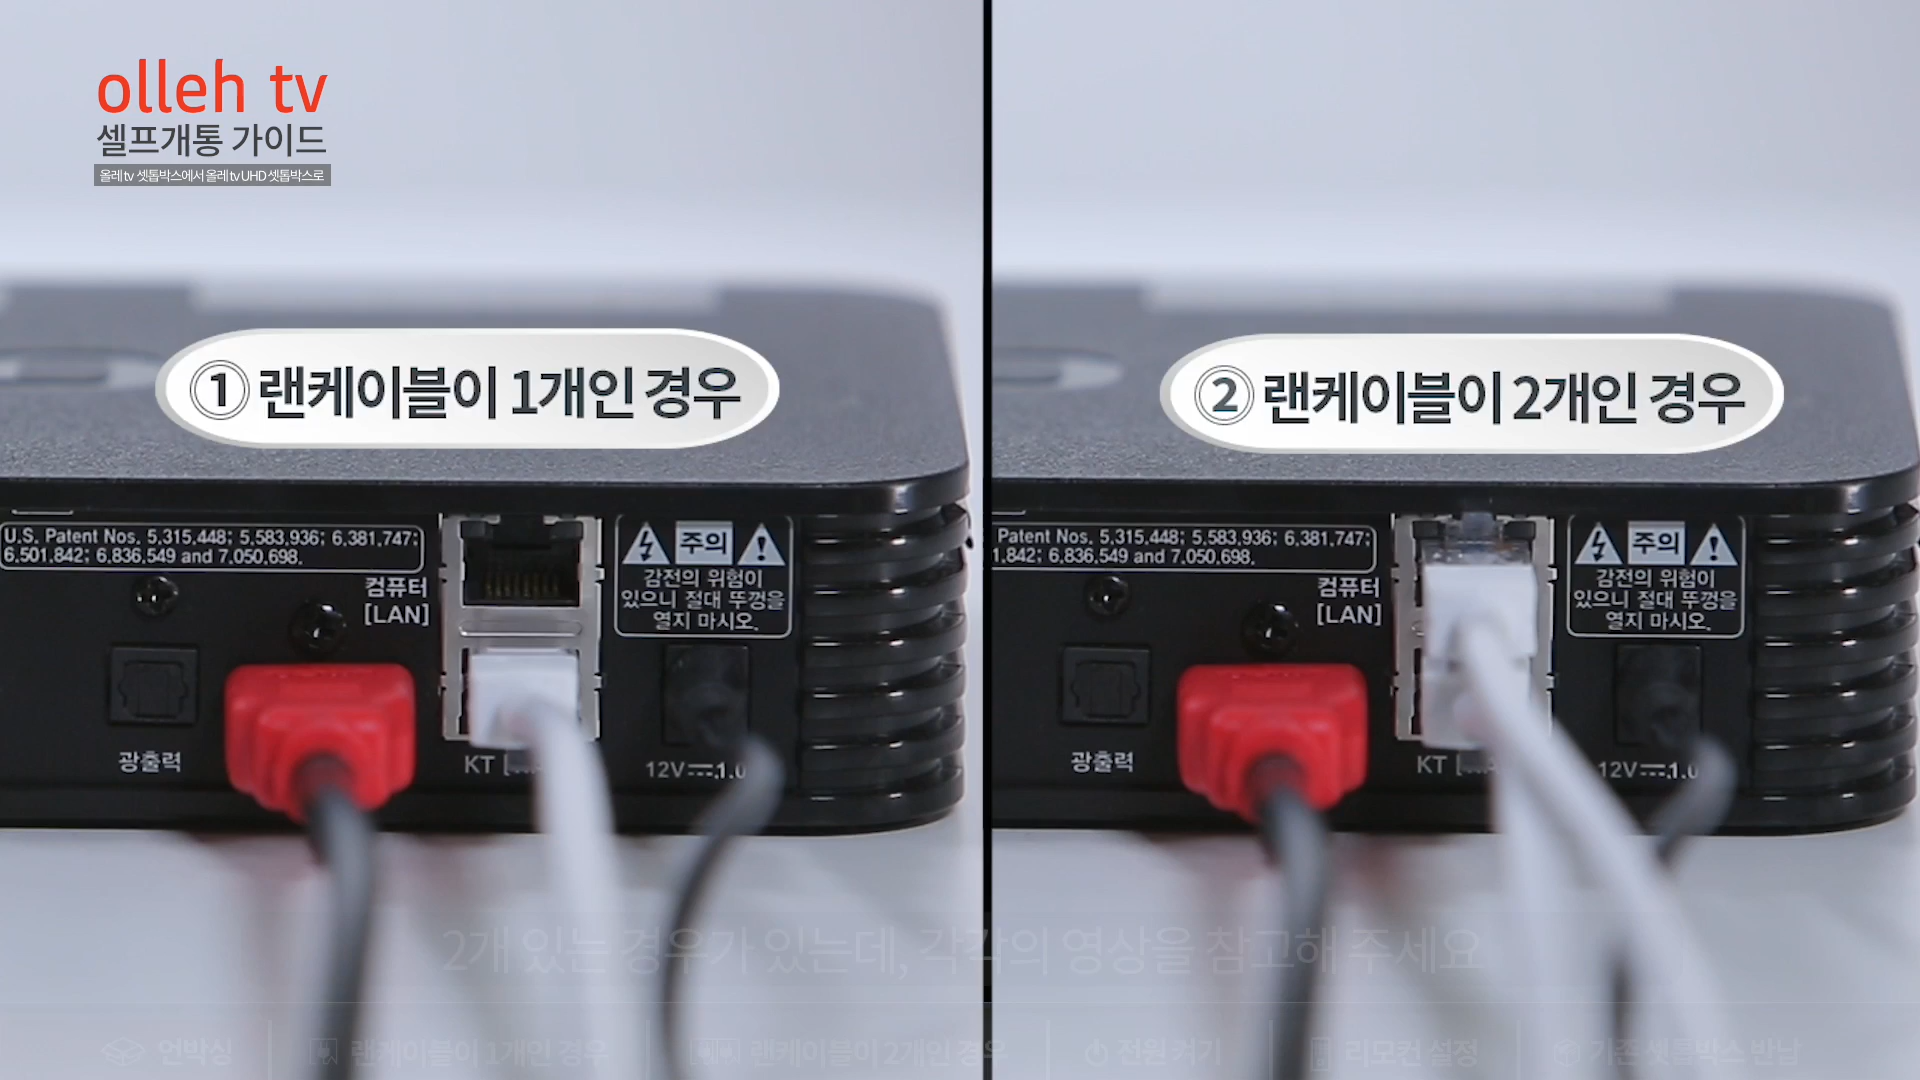 olleh tv
셀프개통 가이드
올레 tv 셋톱박스에서 올레 tv UHD 셋톱박스로
① 랜케이블이 1개인 경우
U.S. Patent Nos. 5,315,448; 5,583,936; 6,381,747;
6,501,842; 6,836,549 and 7,050,698.
컴퓨터
[LAN]
주의
감전의 위험이
있으니 절대 뚜껑을
열지 마시오.
광출력
KT
12V 1.0
② 랜케이블이 2개인 경우
Patent Nos. 5,315,448; 5,583,936; 6,381,747;
1,842; 6,836,549 and 7,050,698.
컴퓨터
[LAN]
주의
감전의 위험이
있으니 절대 뚜껑을
열지 마시오.
광출력
KT
12V 1.0
2개 있는 경우가 있는데, 각각의 영상을 참고해 주세요
언박싱
랜케이블이 1개인 경우
랜케이블이 2개인 경우
전원 켜기
리모컨 설정
기존 셋톱박스 반납